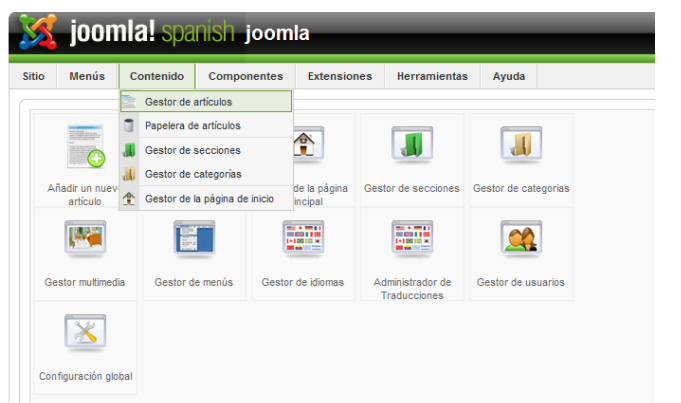 joomla! spanish joomla
Sitio Menús Contenido Componentes Extensiones Herramientas Ayuda
Gestor de artículos
Papelera de artículos
Gestor de secciones
Gestor de categorías
Gestor de la página de inicio
Añadir un nuev
artículo
de la página
incipal
Gestor de secciones
Gestor de categorias
Gestor multimedia
Gestor de menús
Gestor de idiomas
Administrador de
Traducciones
Gestor de usuarios
Configuración global